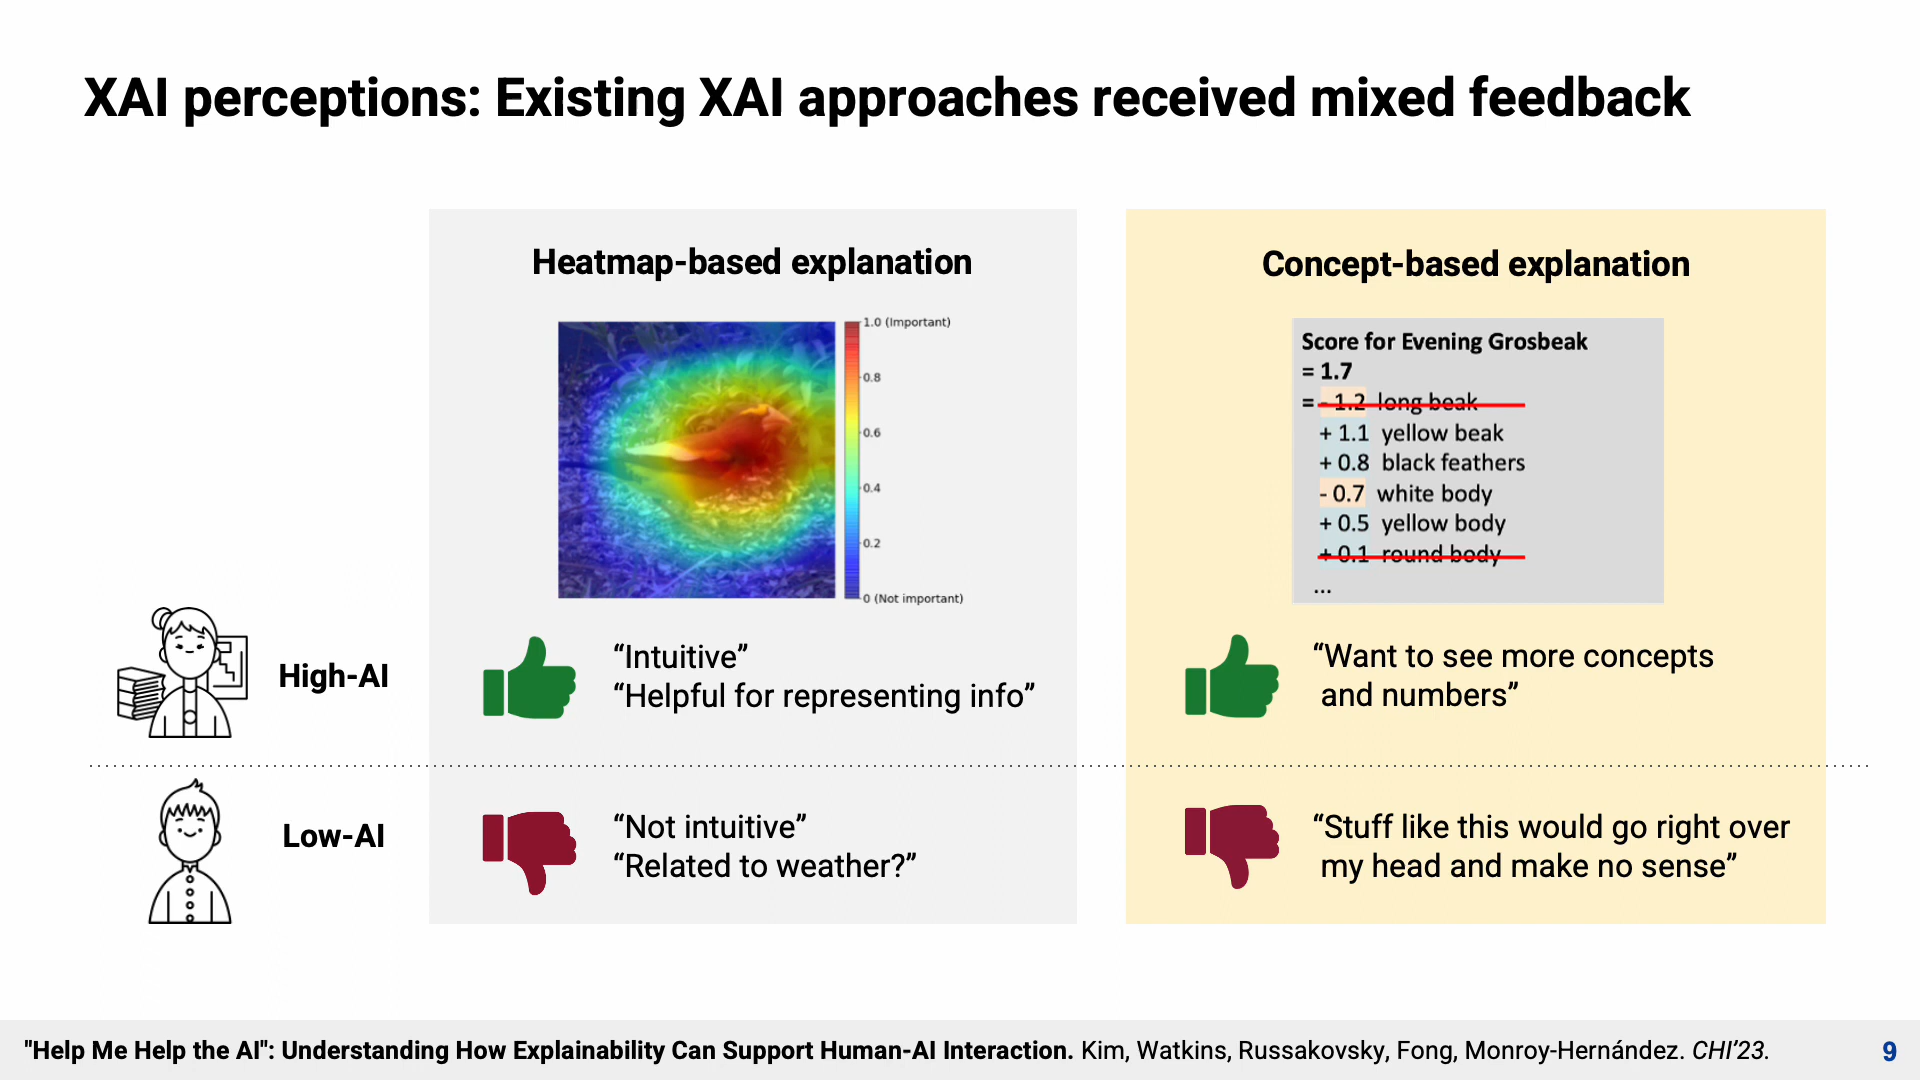 XAI perceptions: Existing XAI approaches received mixed feedback
Heatmap-based explanation
1.0 (Important)
0.8
0.6
0.4
0.2
0 (Not important)
Concept-based explanation
Score for Evening Grosbeak
= 1.7
= - 1.2 long beak
+ 1.1 yellow beak
+ 0.8 black feathers
- 0.7 white body
+ 0.5 yellow body
+ 0.1 round body
...
High-AI
“Intuitive”
“Helpful for representing info”
“Want to see more concepts
and numbers”
Low-AI
“Not intuitive”
“Related to weather?”
“Stuff like this would go right over
my head and make no sense”
"Help Me Help the AI": Understanding How Explainability Can Support Human-AI Interaction. Kim, Watkins, Russakovsky, Fong, Monroy-Hernández. CHI’23.
9